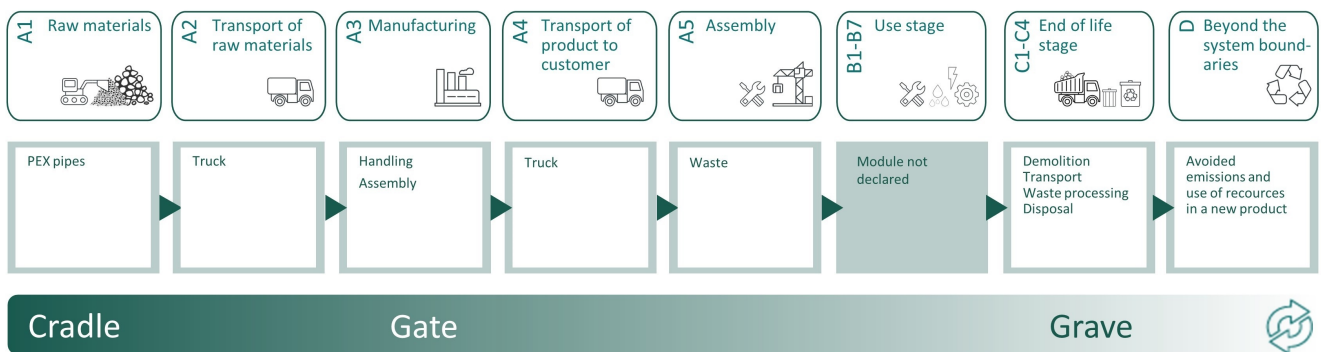 A1
Raw materials
A2
Transport of
raw materials
A3
Manufacturing
A4
Transport of
product to
customer
A5
Assembly
B1-B7
Use stage
C1-C4
End of life
stage
D
Beyond the
system bound-
aries
PEX pipes
Truck
Handling
Assembly
Truck
Waste
Module not
declared
Demolition
Transport
Waste processing
Disposal
Avoided
emissions and
use of recources
in a new product
Cradle
Gate
Grave